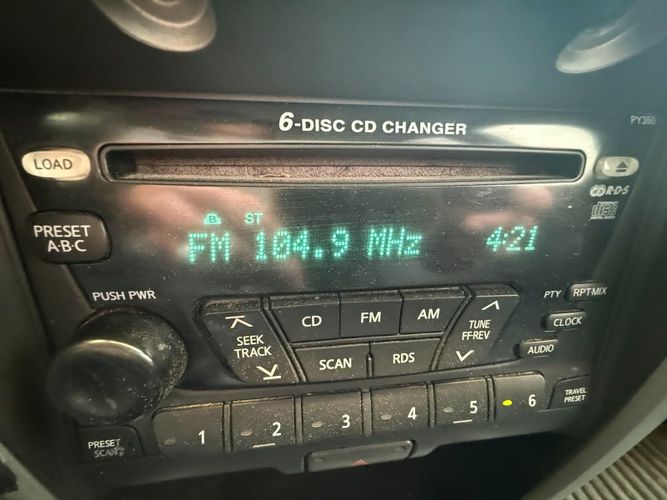 6-DISC CD CHANGER
PY360
LOAD
CD R·D·S
PRESET
A·B·C
B ST
FM 104.9 MHz 4:21
PUSH PWR
SEEK
TRACK
CD
FM
AM
TUNE
FF·REV
SCAN
RDS
PTY
RPT·MIX
CLOCK
AUDIO
PRESET
SCAN
1
2
3
4
5
6
TRAVEL
PRESET